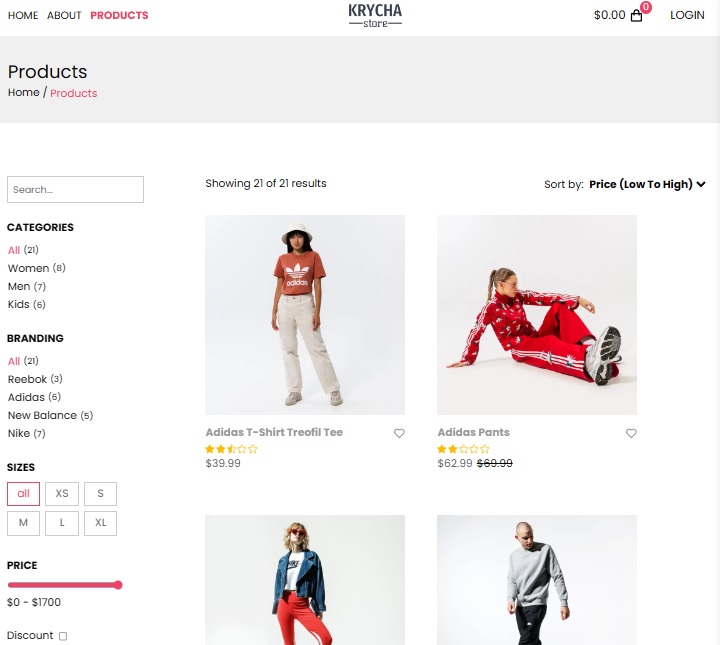 HOME ABOUT PRODUCTS
KRYCHA
store
$0.00 0 LOGIN
Products
Home / Products
Search...
CATEGORIES
All (21)
Women (8)
Men (7)
Kids (6)
BRANDING
All (21)
Reebok (3)
Adidas (6)
New Balance (5)
Nike (7)
SIZES
all XS S
M L XL
PRICE
$0 - $1700
Discount
Showing 21 of 21 results
Sort by: Price (Low To High)
adidas
Adidas T-Shirt Treofil Tee
$39.99
Adidas Pants
$62.99 $69.99
NIKE